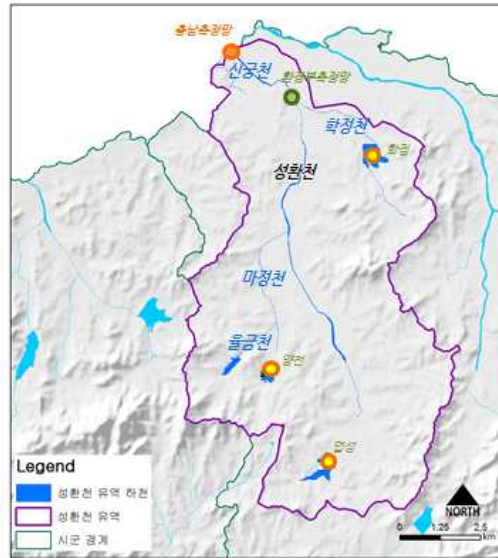 충남측정망
신궁천
환경부측정망
학정천
학정
성환천
마정천
율금천
양전
업성
Legend
성환천 유역 하천
성환천 유역
시군 경계
NORTH
0 1.25 2.5
km